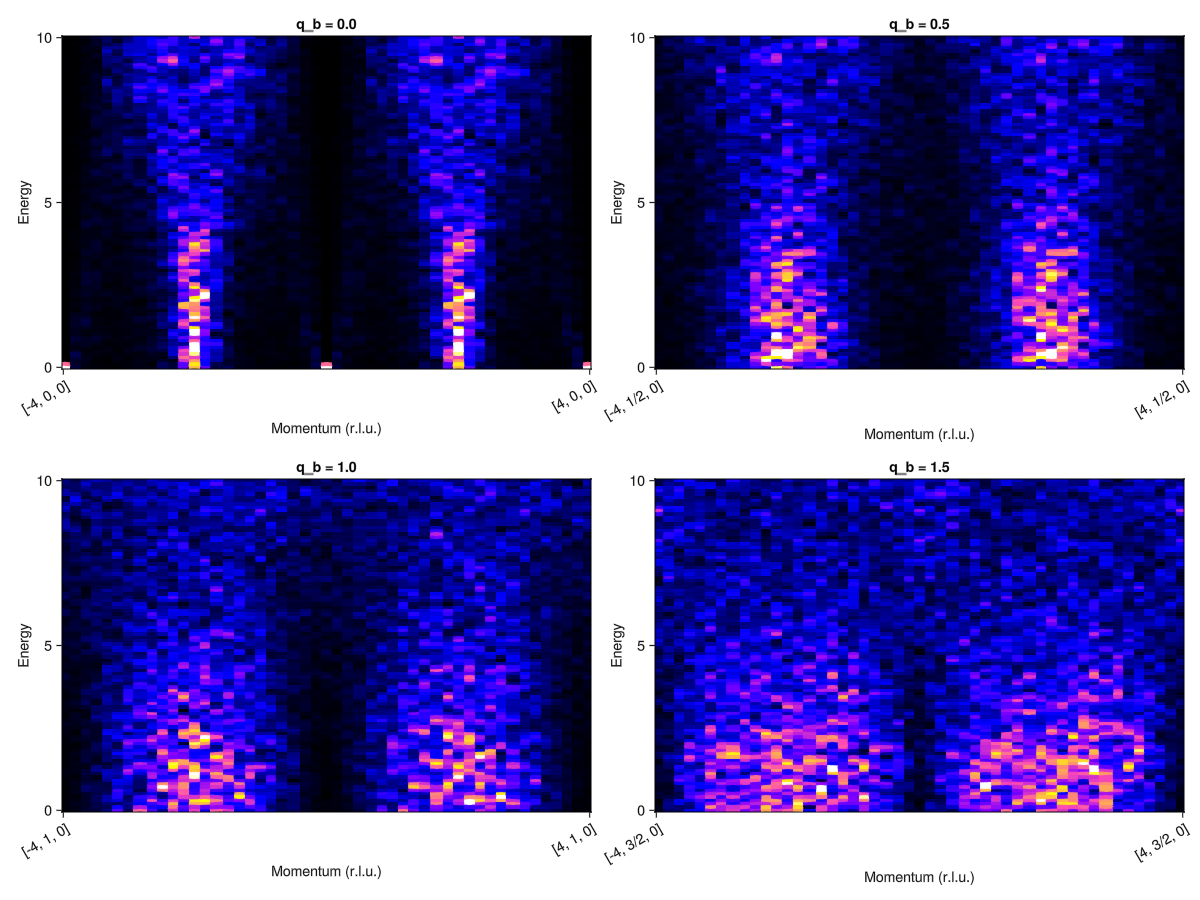 q_b = 0.0
10
5
0
Energy
[-4, 0, 0]
[4, 0, 0]
Momentum (r.l.u.)
q_b = 0.5
10
5
0
Energy
[-4, 1/2, 0]
[4, 1/2, 0]
Momentum (r.l.u.)
q_b = 1.0
10
5
0
Energy
[-4, 1, 0]
[4, 1, 0]
Momentum (r.l.u.)
q_b = 1.5
10
5
0
Energy
[-4, 3/2, 0]
[4, 3/2, 0]
Momentum (r.l.u.)